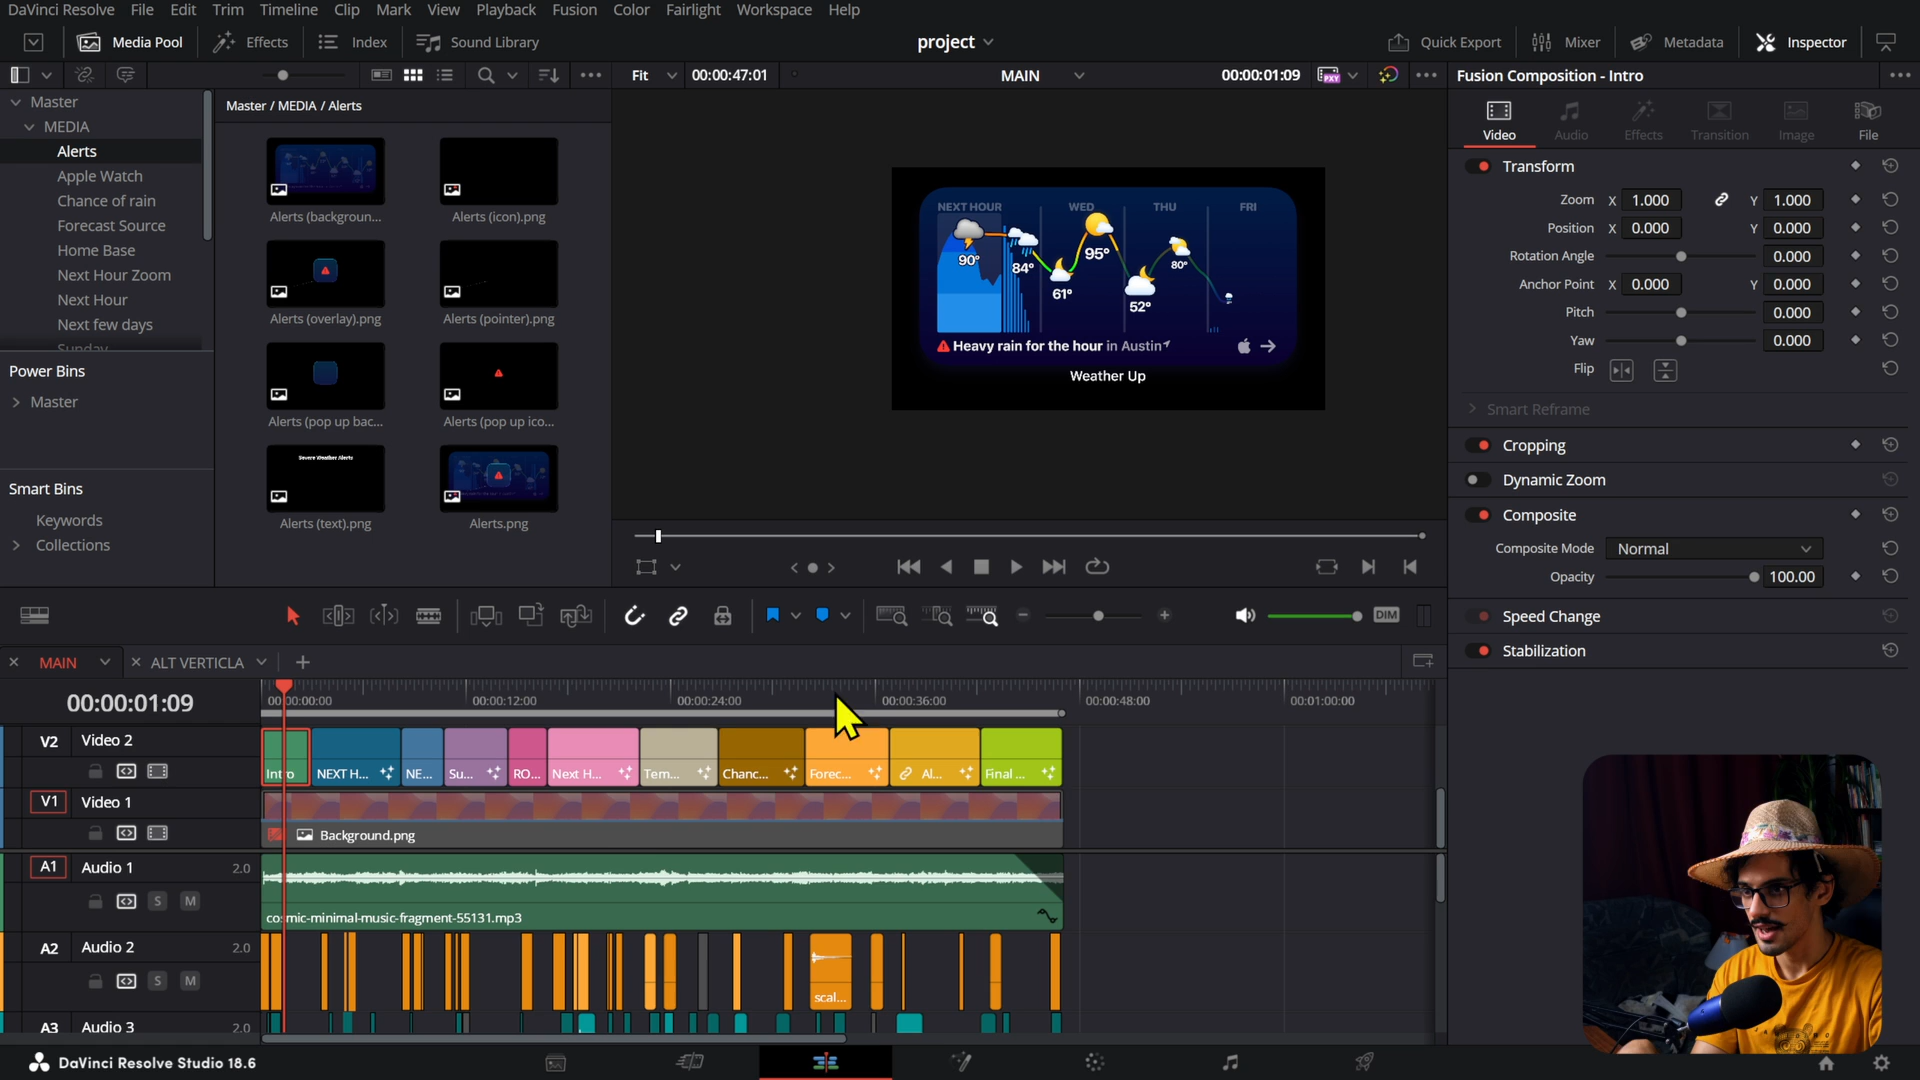 DaVinci Resolve File Edit Trim Timeline Clip Mark View Playback Fusion Color Fairlight Workspace Help
Media Pool Effects Index Sound Library project Quick Export Mixer Metadata Inspector
Fit 00:00:47:01 MAIN 00:00:01:09 PXY Fusion Composition - Intro
Master
MEDIA
Alerts
Apple Watch
Chance of rain
Forecast Source
Home Base
Next Hour Zoom
Next Hour
Next few days
Sunday
Power Bins
Master
Smart Bins
Keywords
Collections
Master / MEDIA / Alerts
Alerts (backgroun...
Alerts (icon).png
Alerts (overlay).png
Alerts (pointer).png
Alerts (pop up bac...
Alerts (pop up ico...
Severe Weather Alerts
Alerts (text).png
Alerts.png
NEXT HOUR WED THU FRI
90° 84° 61° 95° 52° 80°
Heavy rain for the hour in Austin
Weather Up
Video Audio Effects Transition Image File
Transform
Zoom X 1.000 Y 1.000
Position X 0.000 Y 0.000
Rotation Angle 0.000
Anchor Point X 0.000 Y 0.000
Pitch 0.000
Yaw 0.000
Flip
Smart Reframe
Cropping
Dynamic Zoom
Composite
Composite Mode Normal
Opacity 100.00
Speed Change
Stabilization
DIM
MAIN ALT VERTICLA
00:00:01:09
00:00:00:00 00:00:12:00 00:00:24:00 00:00:36:00 00:00:48:00 00:01:00:00
V2 Video 2
Intro NEXT H... NE... Su... RO... Next H... Tem... Chanc... Forec... Al... Final ...
V1 Video 1
Background.png
A1 Audio 1 2.0
S M
cosmic-minimal-music-fragment-55131.mp3
A2 Audio 2 2.0
S M
scal...
A3 Audio 3 2.0
DaVinci Resolve Studio 18.6